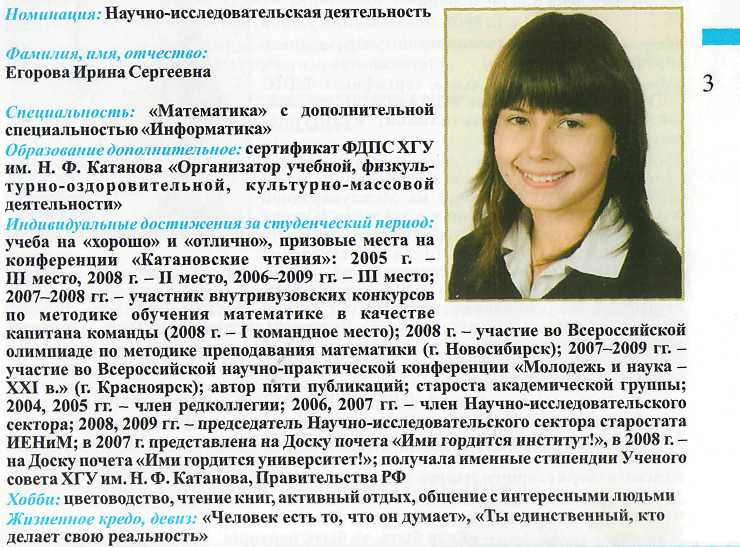 Номинация: Научно-исследовательская деятельность
Фамилия, имя, отчество:
Егорова Ирина Сергеевна
3
Специальность: «Математика» с дополнительной
специальностью «Информатика»
Образование дополнительное: сертификат ФДПС ХГУ
им. Н. Ф. Катанова «Организатор учебной, физкуль-
турно-оздоровительной, культурно-массовой
деятельности»
Индивидуальные достижения за студенческий период:
учеба на «хорошо» и «отлично», призовые места на
конференции «Катановские чтения»: 2005 г. –
III место, 2008 г. – II место, 2006–2009 гг. – III место;
2007–2008 гг. – участник внутривузовских конкурсов
по методике обучения математике в качестве
капитана команды (2008 г. – I командное место); 2008 г. – участие во Всероссийской
олимпиаде по методике преподавания математики (г. Новосибирск); 2007–2009 гг. –
участие во Всероссийской научно-практической конференции «Молодежь и наука –
XXI в.» (г. Красноярск); автор пяти публикаций; староста академической группы;
2004, 2005 гг. – член редколлегии; 2006, 2007 гг. – член Научно-исследовательского
сектора; 2008, 2009 гг. – председатель Научно-исследовательского сектора старостата
ИЕНиМ; в 2007 г. представлена на Доску почета «Ими гордится институт!», в 2008 г. –
на Доску почета «Ими гордится университет!»; получала именные стипендии Ученого
совета ХГУ им. Н. Ф. Катанова, Правительства РФ
Хобби: цветоводство, чтение книг, активный отдых, общение с интересными людьми
Жизненное кредо, девиз: «Человек есть то, что он думает», «Ты единственный, кто
делает свою реальность»